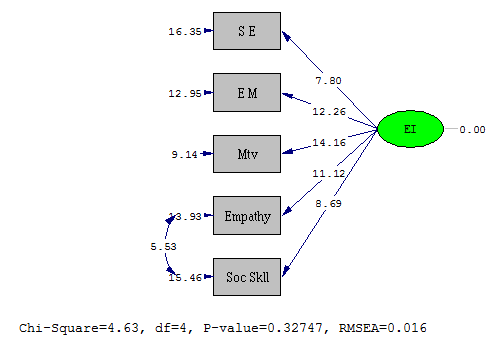 16.35
S E
7.80
12.95
E M
12.26
EI
0.00
9.14
Mtv
14.16
11.12
13.93
Empathy
8.69
5.53
15.46
Soc Skll
Chi-Square=4.63, df=4, P-value=0.32747, RMSEA=0.016